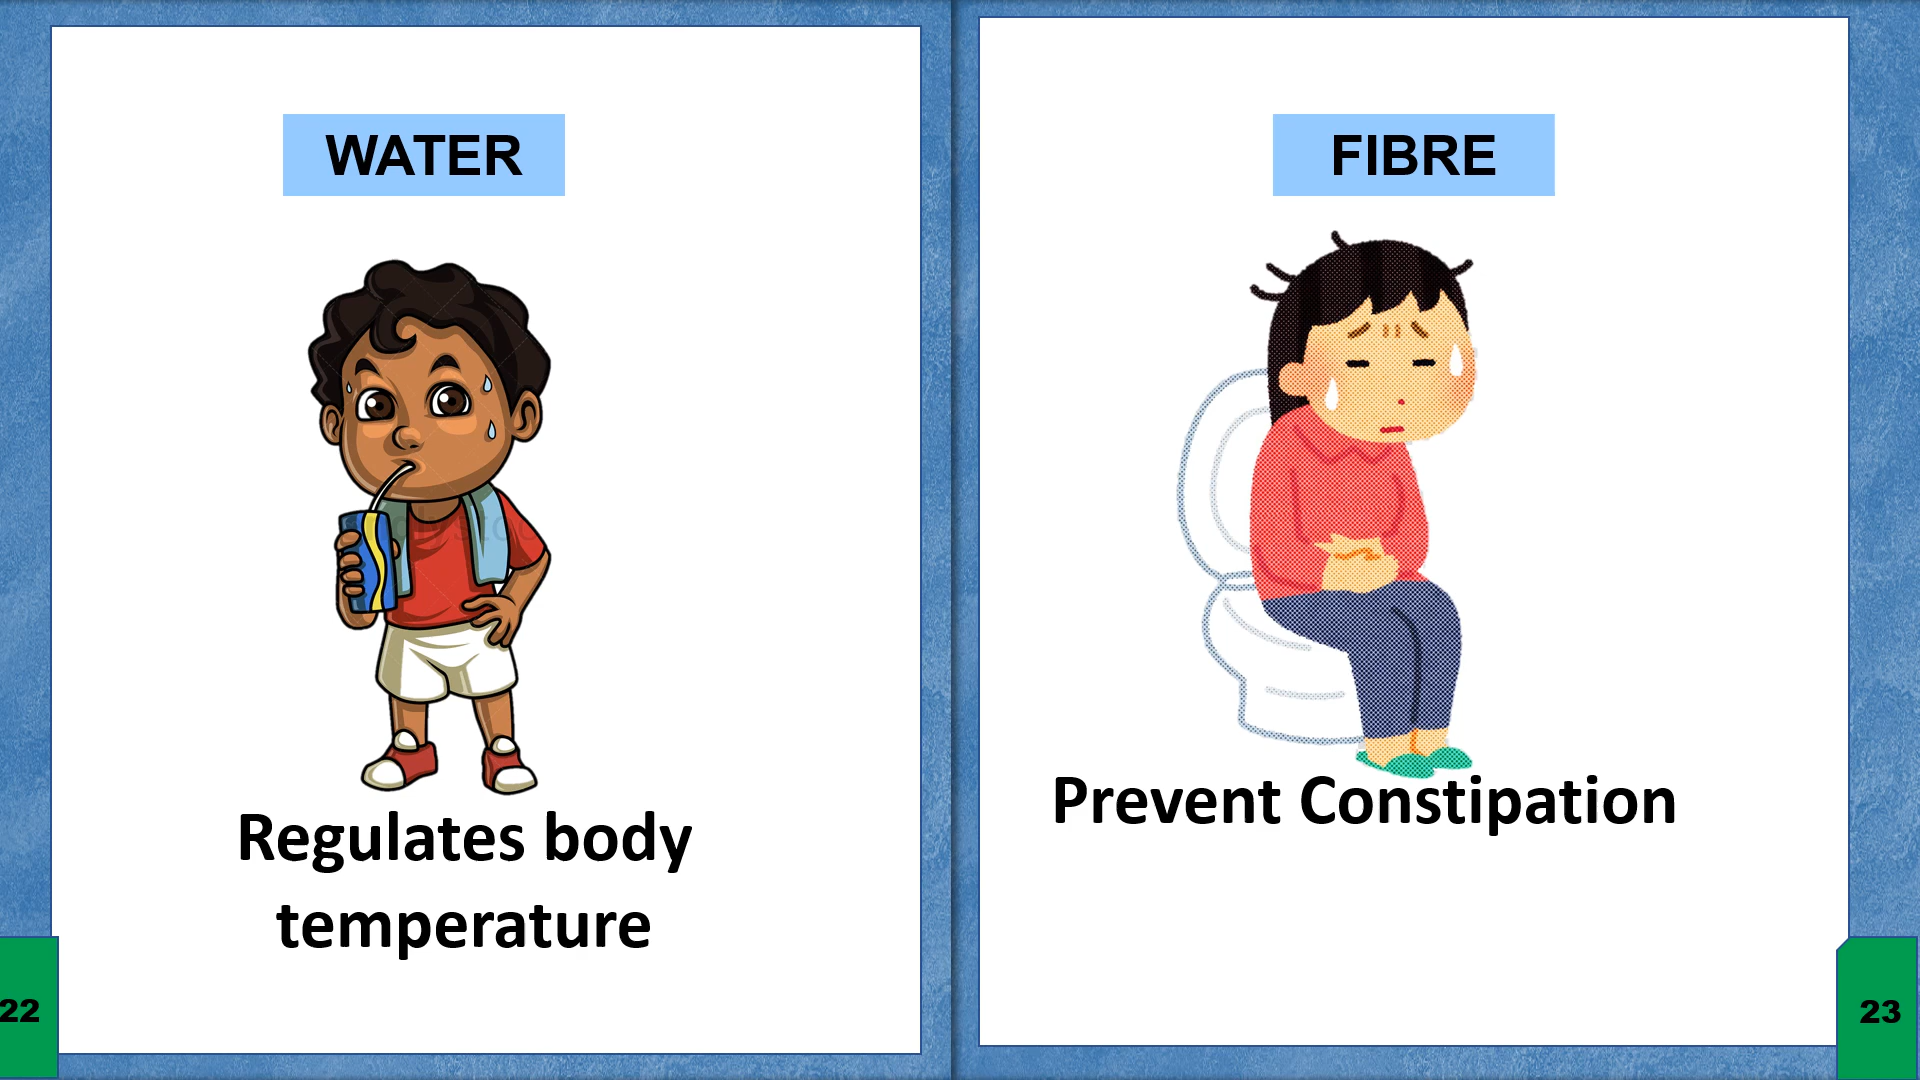 WATER
Regulates body
temperature
22
FIBRE
Prevent Constipation
23